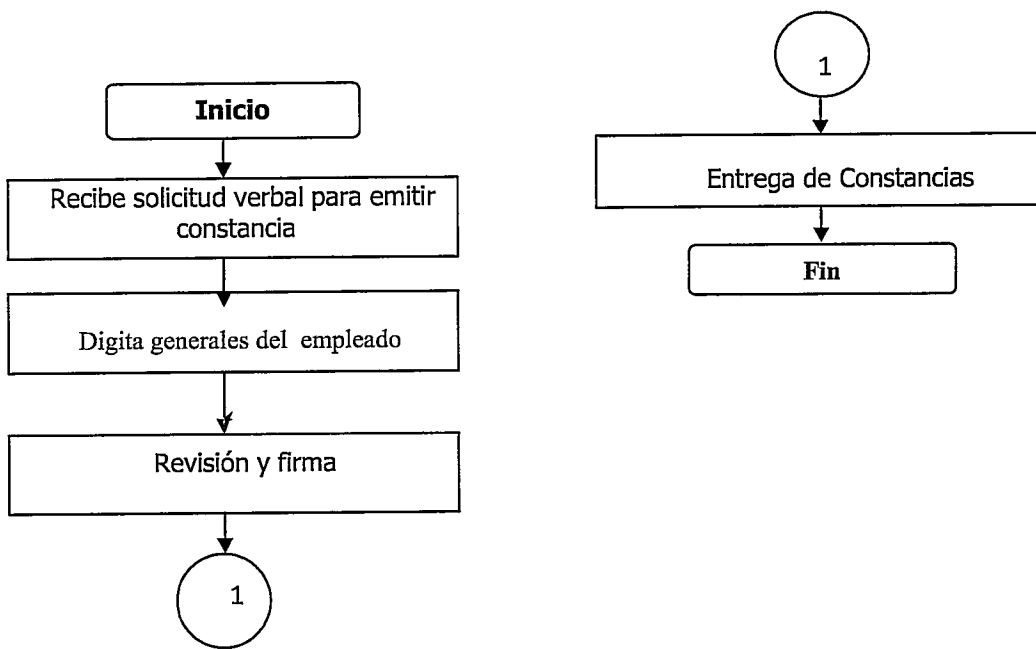 Inicio
Recibe solicitud verbal para emitir
constancia
Digita generales del empleado
Revisión y firma
1
1
Entrega de Constancias
Fin